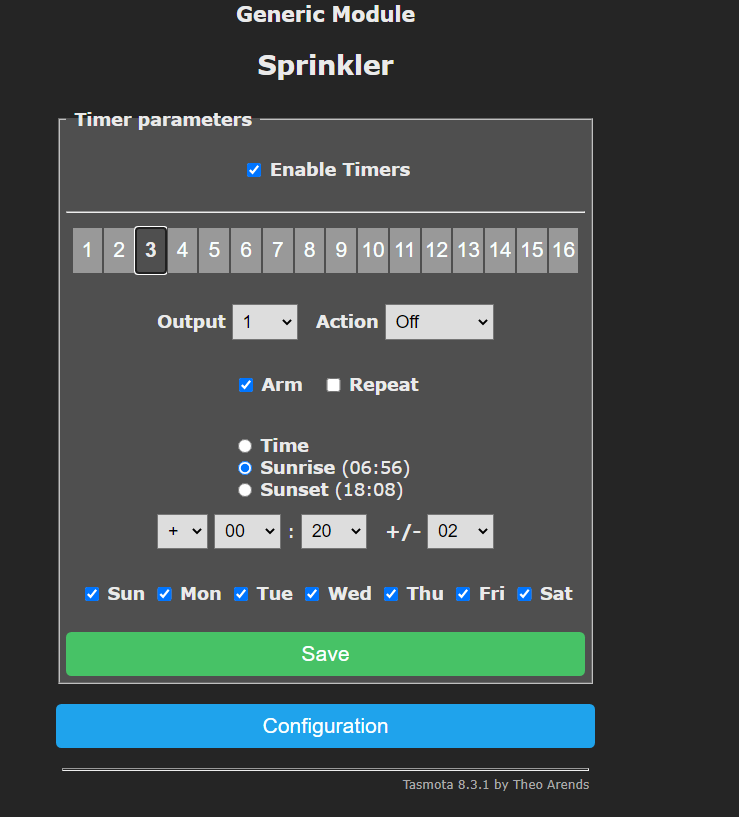 Generic Module
Sprinkler
Timer parameters
Enable Timers
1 2 3 4 5 6 7 8 9 10 11 12 13 14 15 16
Output 1 Action Off
Arm Repeat
Time
Sunrise (06:56)
Sunset (18:08)
+ 00 : 20 +/- 02
Sun Mon Tue Wed Thu Fri Sat
Save
Configuration
Tasmota 8.3.1 by Theo Arends